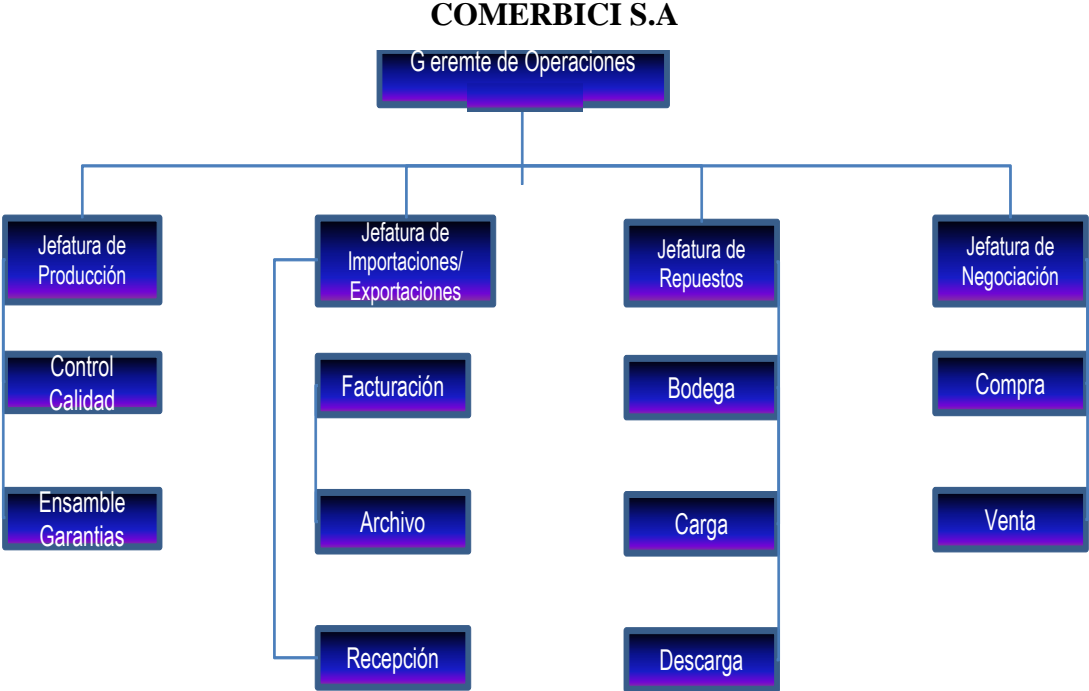 COMERBICI S.A
G eremte de Operaciones
Jefatura de
Producción
Jefatura de
Importaciones/
Exportaciones
Jefatura de
Repuestos
Jefatura de
Negociación
Control
Calidad
Facturación
Bodega
Compra
Ensamble
Garantias
Archivo
Carga
Venta
Recepción
Descarga